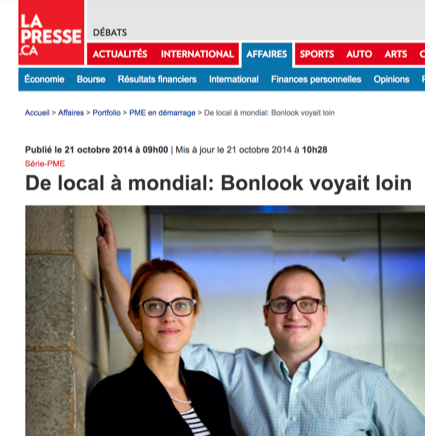 LA
PRESSE
.CA
DÉBATS
ACTUALITÉS INTERNATIONAL AFFAIRES SPORTS AUTO ARTS
Économie Bourse Résultats financiers International Finances personnelles Opinions
Accueil > Affaires > Portfolio > PME en démarrage > De local à mondial: Bonlook voyait loin
Publié le 21 octobre 2014 à 09h00 | Mis à jour le 21 octobre 2014 à 10h28
Série-PME
De local à mondial: Bonlook voyait loin